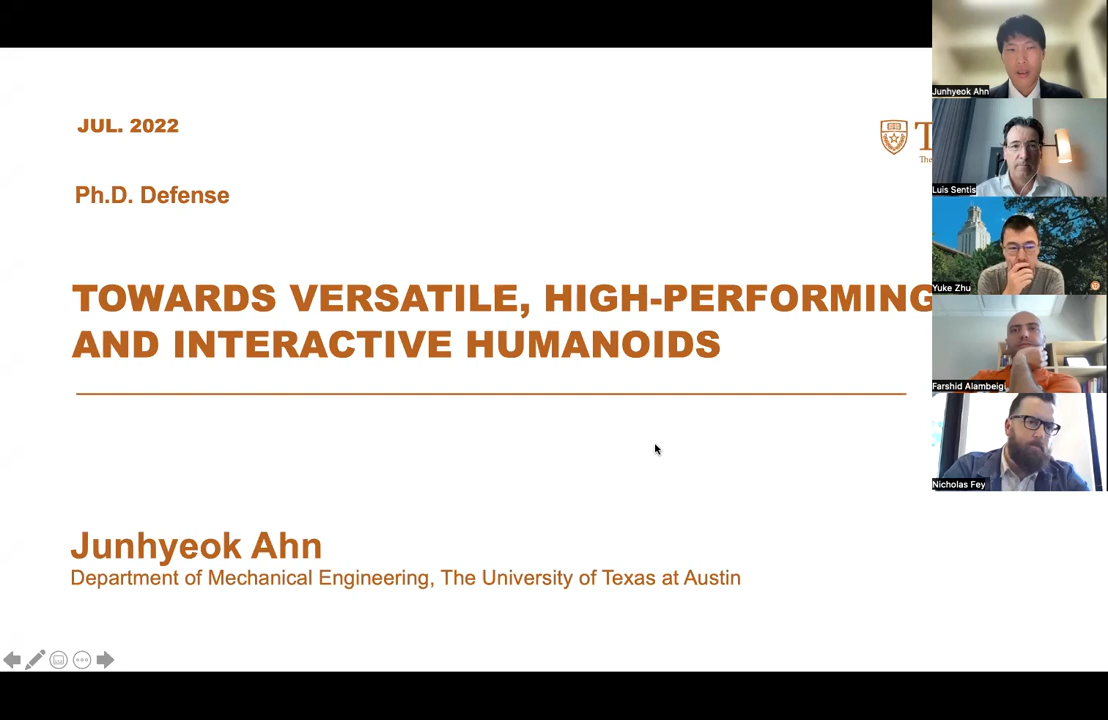 JUL. 2022
Ph.D. Defense
TOWARDS VERSATILE, HIGH-PERFORMING
AND INTERACTIVE HUMANOIDS
Junhyeok Ahn
Department of Mechanical Engineering, The University of Texas at Austin
T
The
Junhyeok Ahn
Luis Sentis
Yuke Zhu
Farshid Alambeigi
Nicholas Fey